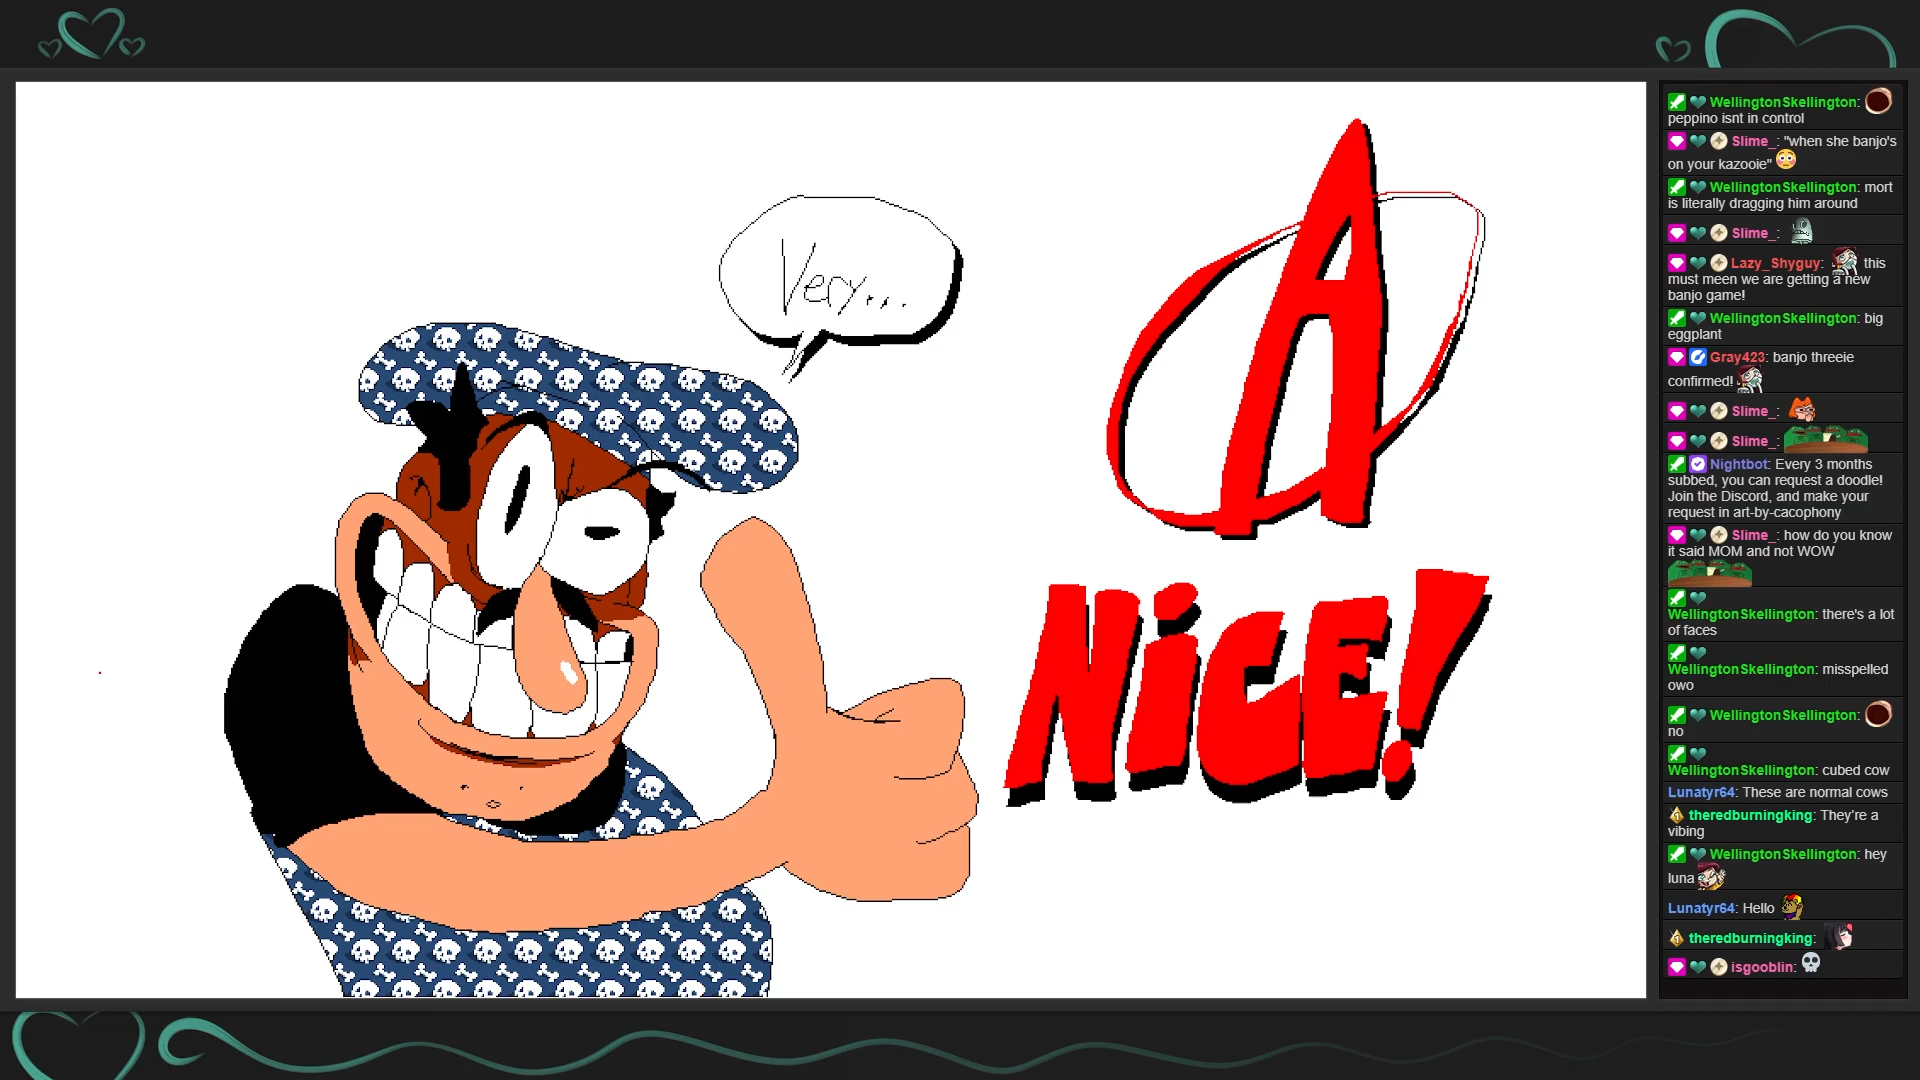 Very...
A
NiCE!
WellingtonSkellington:
peppino isnt in control
Slime_: "when she banjo's
on your kazooie"
WellingtonSkellington: mort
is literally dragging him around
Slime_:
Lazy_Shyguy: this
must meen we are getting a new
banjo game!
WellingtonSkellington: big
eggplant
Gray423: banjo threeie
confirmed!
Slime_:
Slime_:
Nightbot: Every 3 months
subbed, you can request a doodle!
Join the Discord, and make your
request in art-by-cacophony
Slime_: how do you know
it said MOM and not WOW
WellingtonSkellington: there's a lot
of faces
WellingtonSkellington: misspelled
owo
WellingtonSkellington:
no
WellingtonSkellington: cubed cow
Lunatyr64: These are normal cows
theredburningking: They're a
vibing
WellingtonSkellington: hey
luna
Lunatyr64: Hello
theredburningking:
isgooblin: